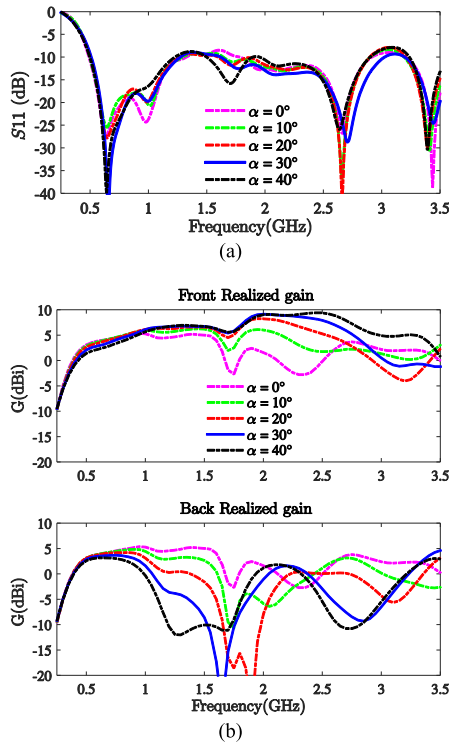 0
-5
-10
-15
-20
-25
-30
-35
-40
S11 (dB)
α = 0°
α = 10°
α = 20°
α = 30°
α = 40°
0.5 1 1.5 2 2.5 3 3.5
Frequency(GHz)
(a)
Front Realized gain
10
5
0
-5
-10
-15
-20
G(dBi)
α = 0°
α = 10°
α = 20°
α = 30°
α = 40°
0.5 1 1.5 2 2.5 3 3.5
Back Realized gain
10
5
0
-5
-10
-15
-20
G(dBi)
0.5 1 1.5 2 2.5 3 3.5
Frequency(GHz)
(b)